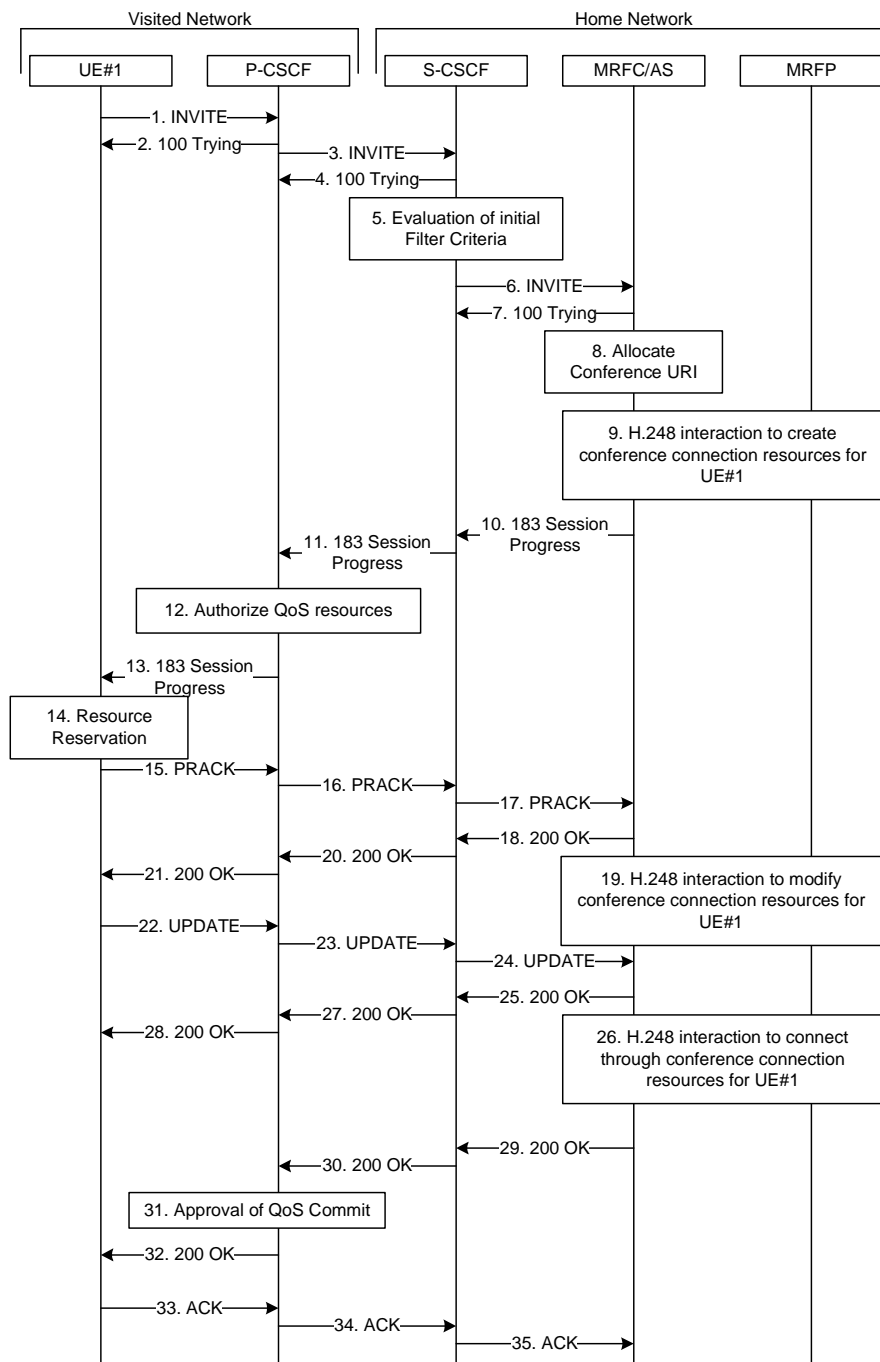 Visited Network
Home Network
UE#1
P-CSCF
S-CSCF
MRFC/AS
MRFP
1. INVITE
2. 100 Trying
3. INVITE
4. 100 Trying
5. Evaluation of initial
Filter Criteria
6. INVITE
7. 100 Trying
8. Allocate
Conference URI
9. H.248 interaction to create
conference connection resources for
UE#1
10. 183 Session
Progress
11. 183 Session
Progress
12. Authorize QoS resources
13. 183 Session
Progress
14. Resource
Reservation
15. PRACK
16. PRACK
17. PRACK
18. 200 OK
19. H.248 interaction to modify
conference connection resources for
UE#1
20. 200 OK
21. 200 OK
22. UPDATE
23. UPDATE
24. UPDATE
25. 200 OK
26. H.248 interaction to connect
through conference connection
resources for UE#1
27. 200 OK
28. 200 OK
29. 200 OK
30. 200 OK
31. Approval of QoS Commit
32. 200 OK
33. ACK
34. ACK
35. ACK